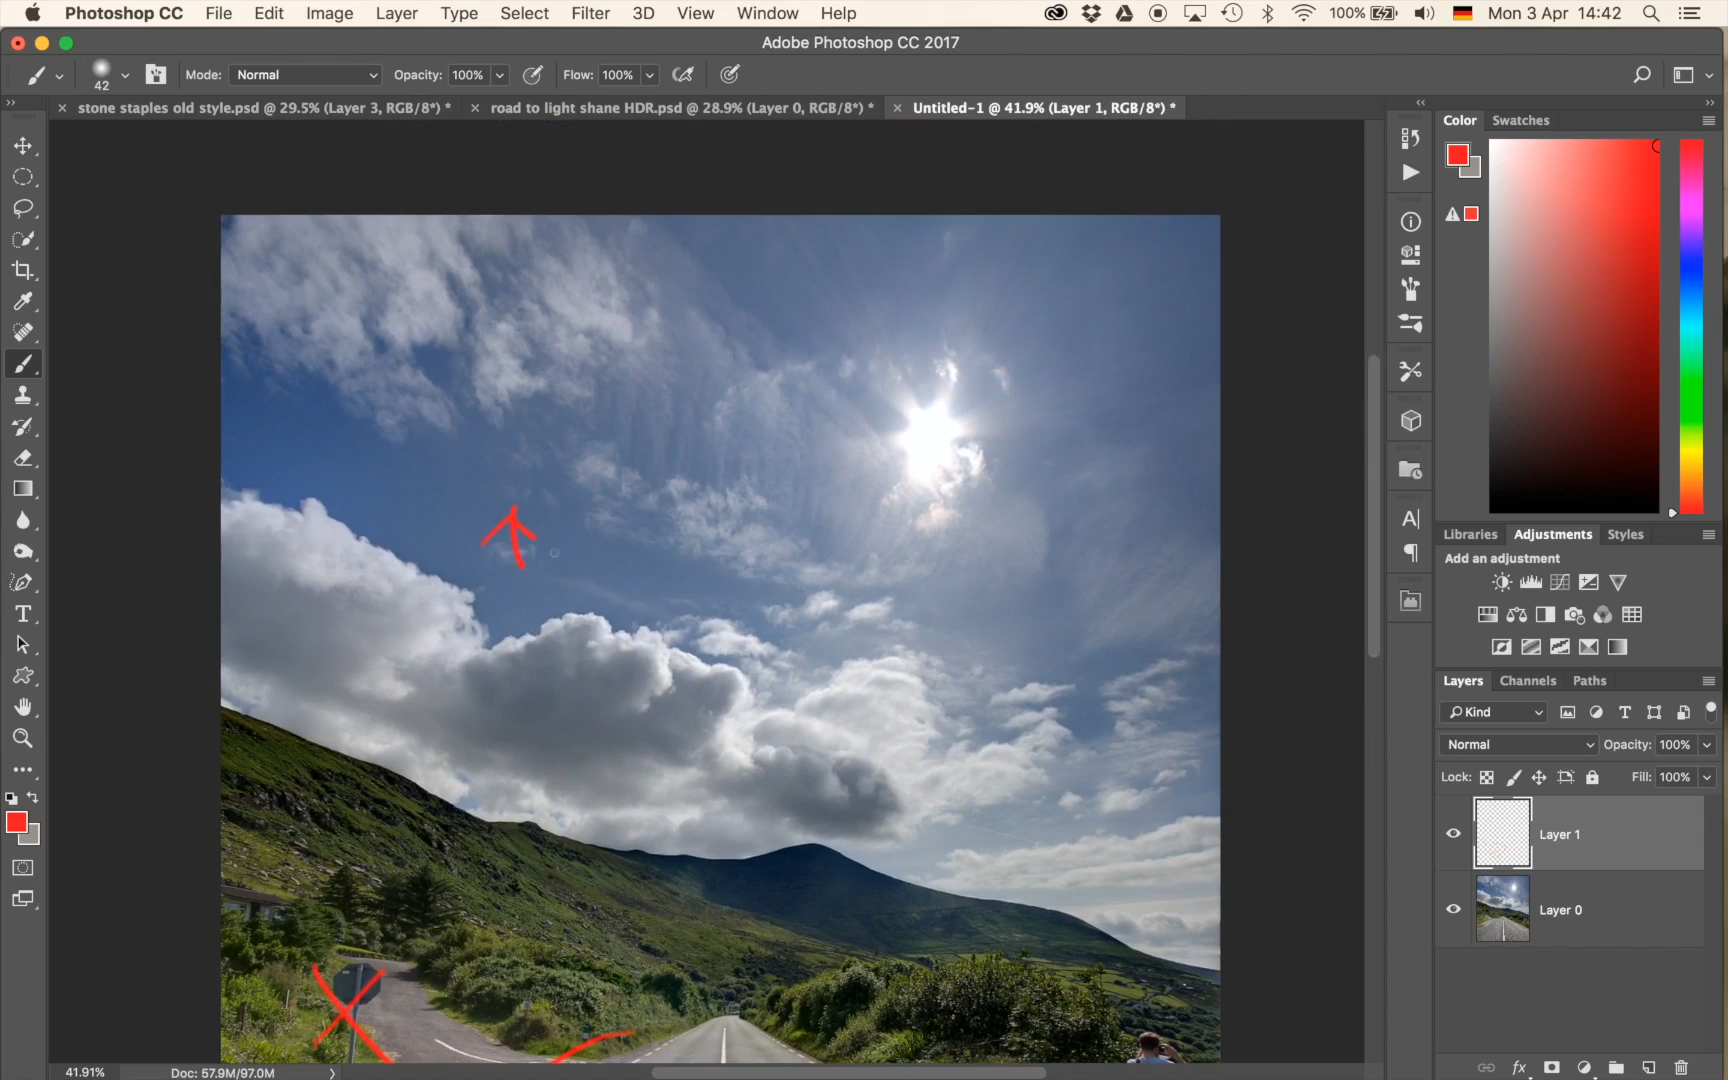 Photoshop CC File Edit Image Layer Type Select Filter 3D View Window Help 100% Mon 3 Apr 14:42
Adobe Photoshop CC 2017
42 Mode: Normal Opacity: 100% Flow: 100%
stone staples old style.psd @ 29.5% (Layer 3, RGB/8*) * road to light shane HDR.psd @ 28.9% (Layer 0, RGB/8*) * Untitled-1 @ 41.9% (Layer 1, RGB/8*) *
Color Swatches
Libraries Adjustments Styles
Add an adjustment
Layers Channels Paths
Kind
Normal Opacity: 100%
Lock: Fill: 100%
Layer 1
Layer 0
41.91% Doc: 57.9M/97.0M